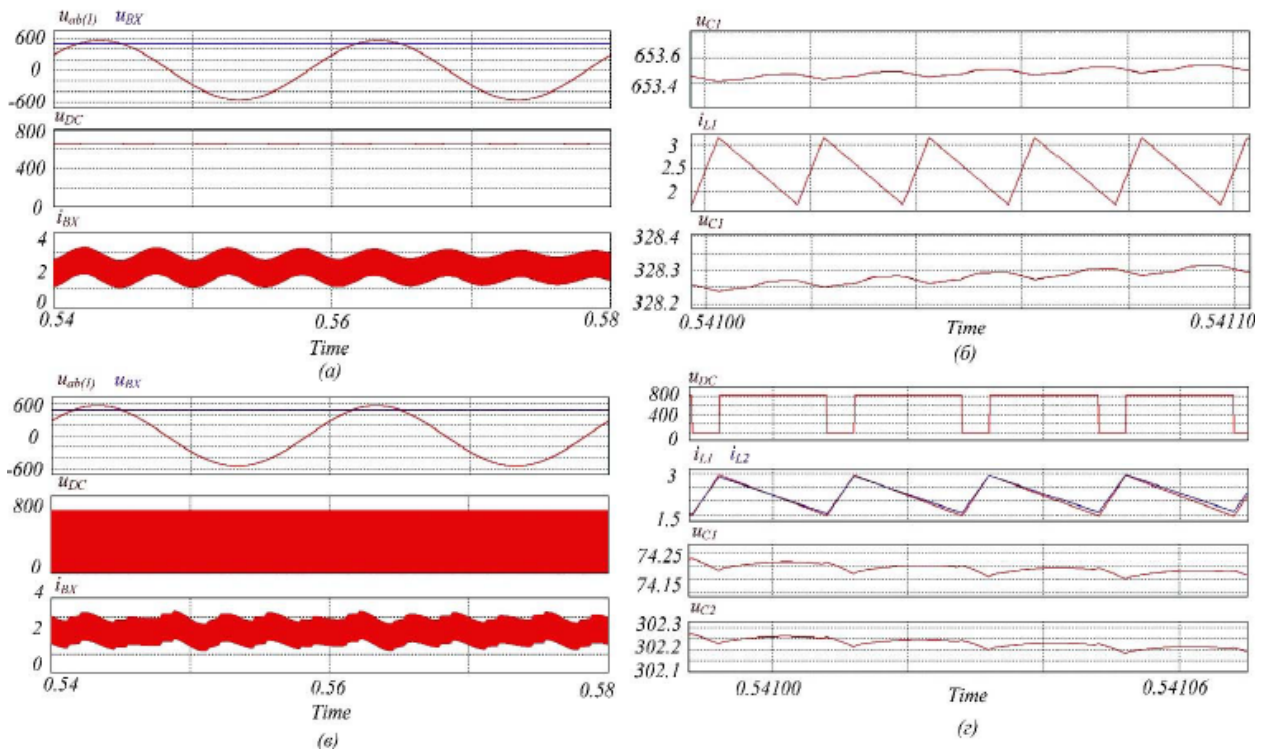 u_ab(1) u_BX
600
0
-600
u_DC
800
400
0
i_BX
4
2
0
0.54 0.56 0.58
Time
(а)
u_C1
653.6
653.4
i_L1
3
2.5
2
u_C1
328.4
328.3
328.2
0.54100 Time 0.54110
(б)
u_ab(1) u_BX
600
0
-600
u_DC
800
0
i_BX
4
2
0
0.54 0.56 0.58
Time
(в)
u_DC
800
400
0
i_L1 i_L2
3
1.5
u_C1
74.25
74.15
u_C2
302.3
302.2
302.1
0.54100 Time 0.54106
(г)